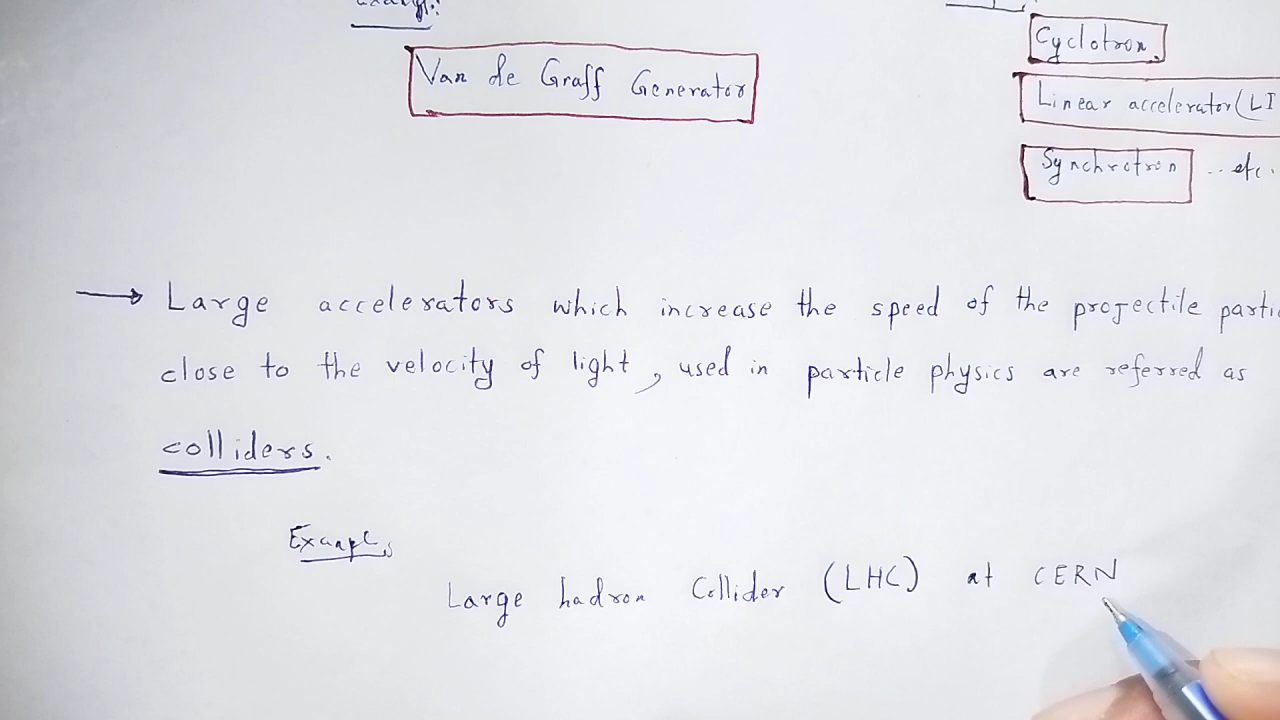 Van de Graff Generator
Cyclotron
Linear accelerator (LI
Synchrotron ... etc.
→ Large accelerators which increase the speed of the projectile partic
close to the velocity of light, used in particle physics are referred as
colliders.
Example:
Large hadron Collider (LHC) at CERN